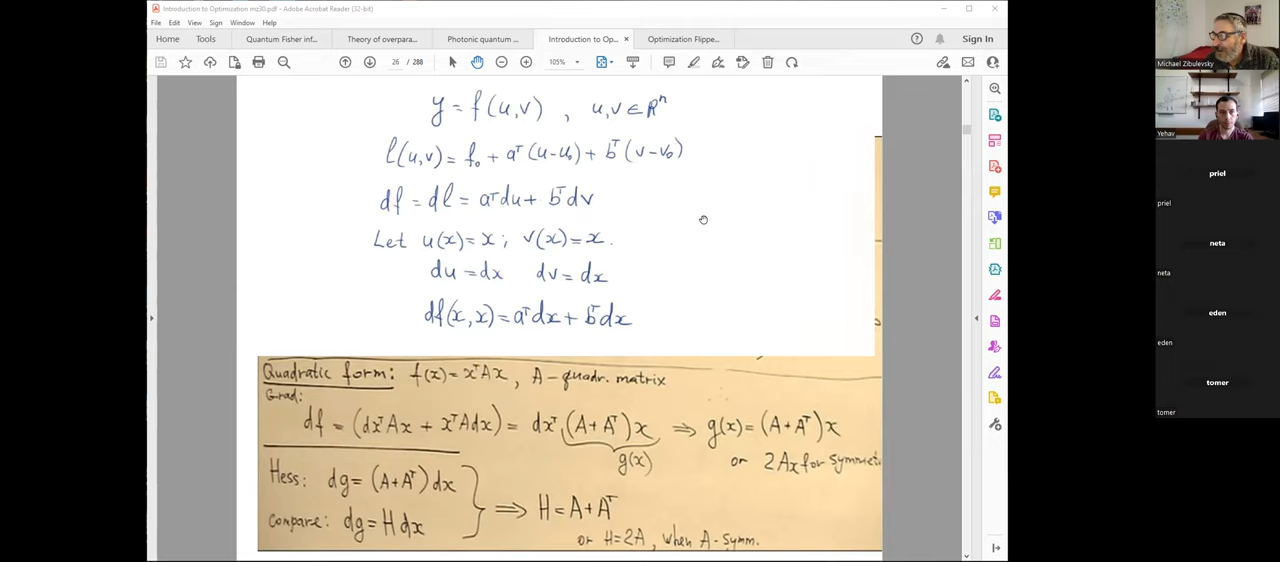 Introduction to Optimization mz30.pdf - Adobe Acrobat Reader (32-bit)
File Edit View Sign Window Help
Home Tools Quantum Fisher inf... Theory of overpara... Photonic quantum ... Introduction to Op... × Optimization Flippe... Sign In
26 / 288 105%
y = f(u,v) , u,v ∈ Rⁿ
l(u,v) = f₀ + aᵀ(u-u₀) + bᵀ(v-v₀)
df = dl = aᵀdu + bᵀdv
Let u(x)=x ; v(x)=x.
du = dx dv = dx
df(x,x) = aᵀdx + bᵀdx
Quadratic form: f(x) = xᵀAx, A - quadr. matrix
Grad:
df = (dxᵀAx + xᵀAdx) = dxᵀ(A+Aᵀ)x ⇒ g(x) = (A+Aᵀ)x
g(x) or 2Ax for symmetr
Hess: dg = (A+Aᵀ)dx
Compare: dg = H dx ⇒ H = A+Aᵀ
or H=2A, when A-symm.
Michael Zibulevsky
Yehav
priel
priel
neta
neta
eden
eden
tomer
tomer